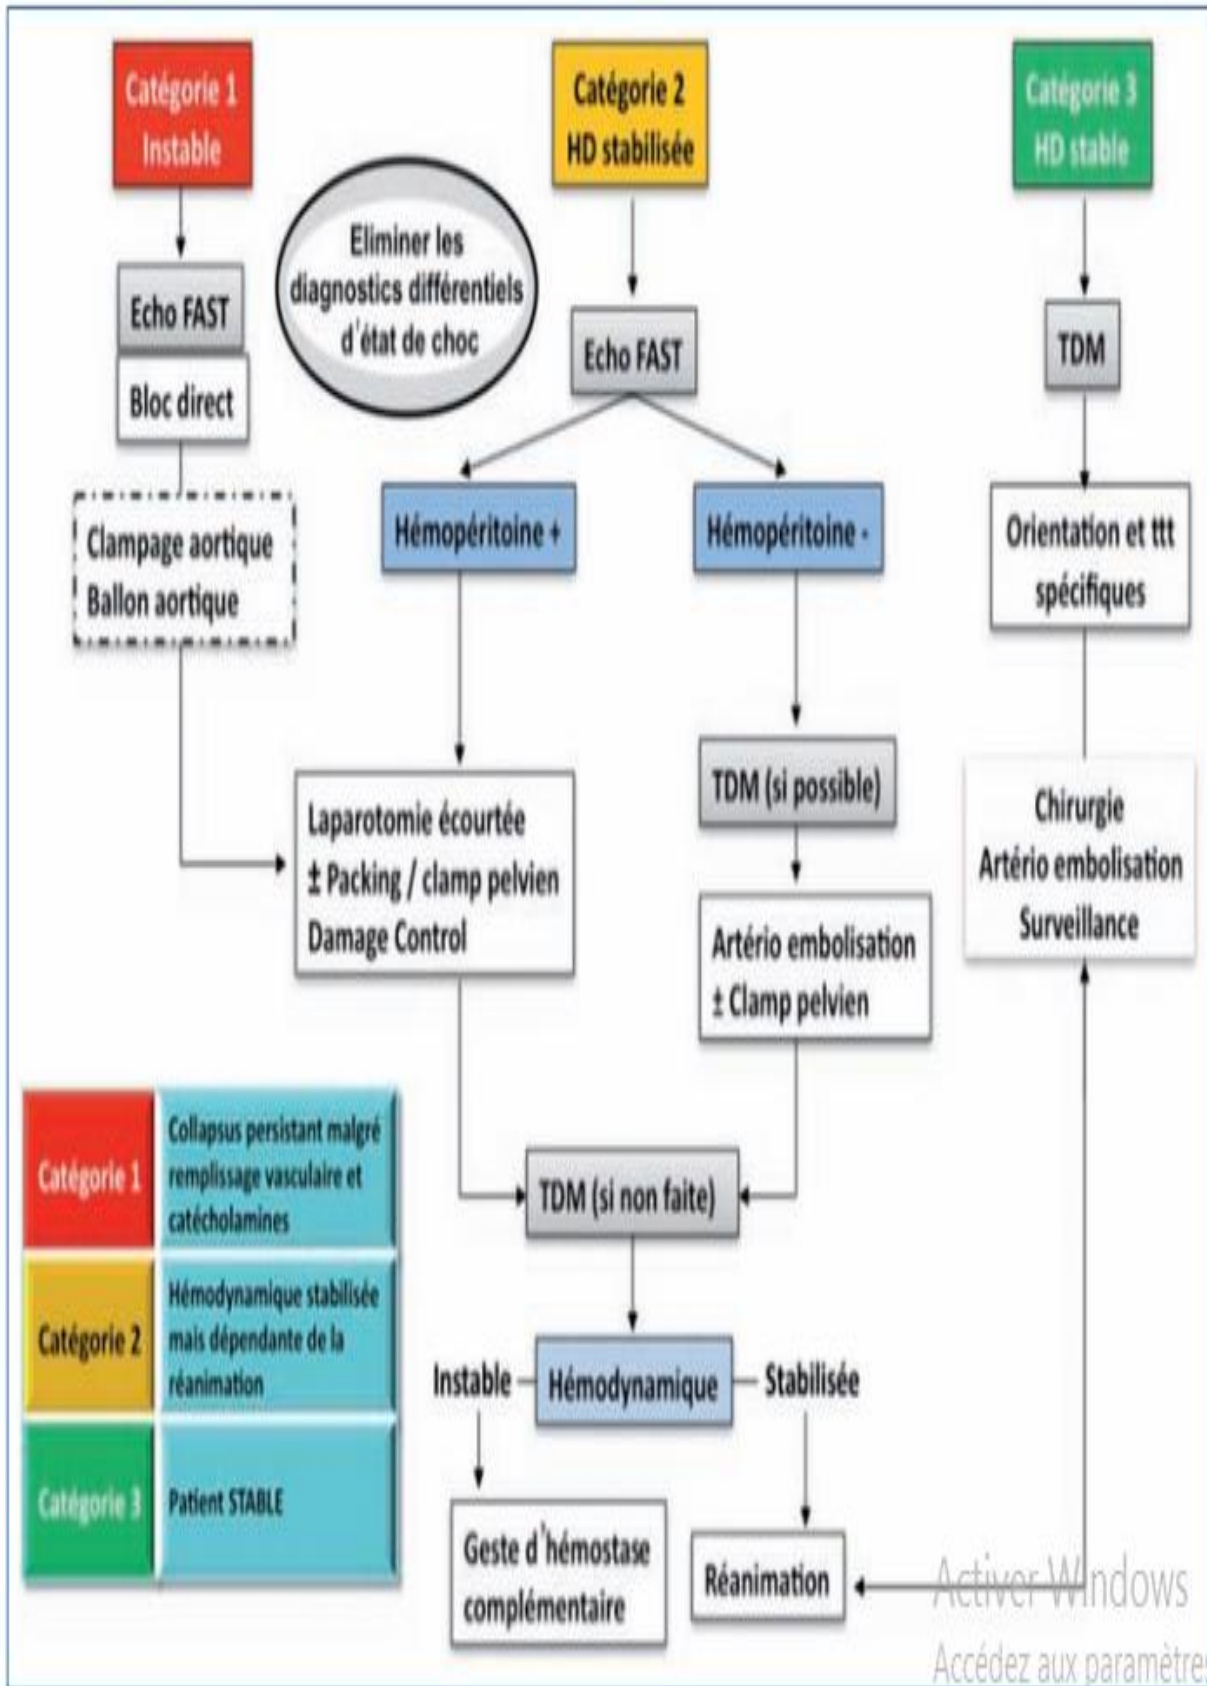 Catégorie 1
Instable
Catégorie 2
HD stabilisée
Catégorie 3
HD stable
Eliminer les
diagnostics différentiels
d'état de choc
Echo FAST
Bloc direct
Echo FAST
TDM
Clampage aortique
Ballon aortique
Hémopéritoine +
Hémopéritoine -
Orientation et ttt
spécifiques
Laparotomie écourtée
± Packing / clamp pelvien
Damage Control
TDM (si possible)
Artério embolisation
± Clamp pelvien
Chirurgie
Artério embolisation
Surveillance
TDM (si non faite)
Instable
Hémodynamique
Stabilisée
Geste d'hémostase
complémentaire
Réanimation
Catégorie 1
Collapsus persistant malgré
remplissage vasculaire et
catécholamines
Catégorie 2
Hémodynamique stabilisée
mais dépendante de la
réanimation
Catégorie 3
Patient STABLE
Activer Windows
Accédez aux paramètres